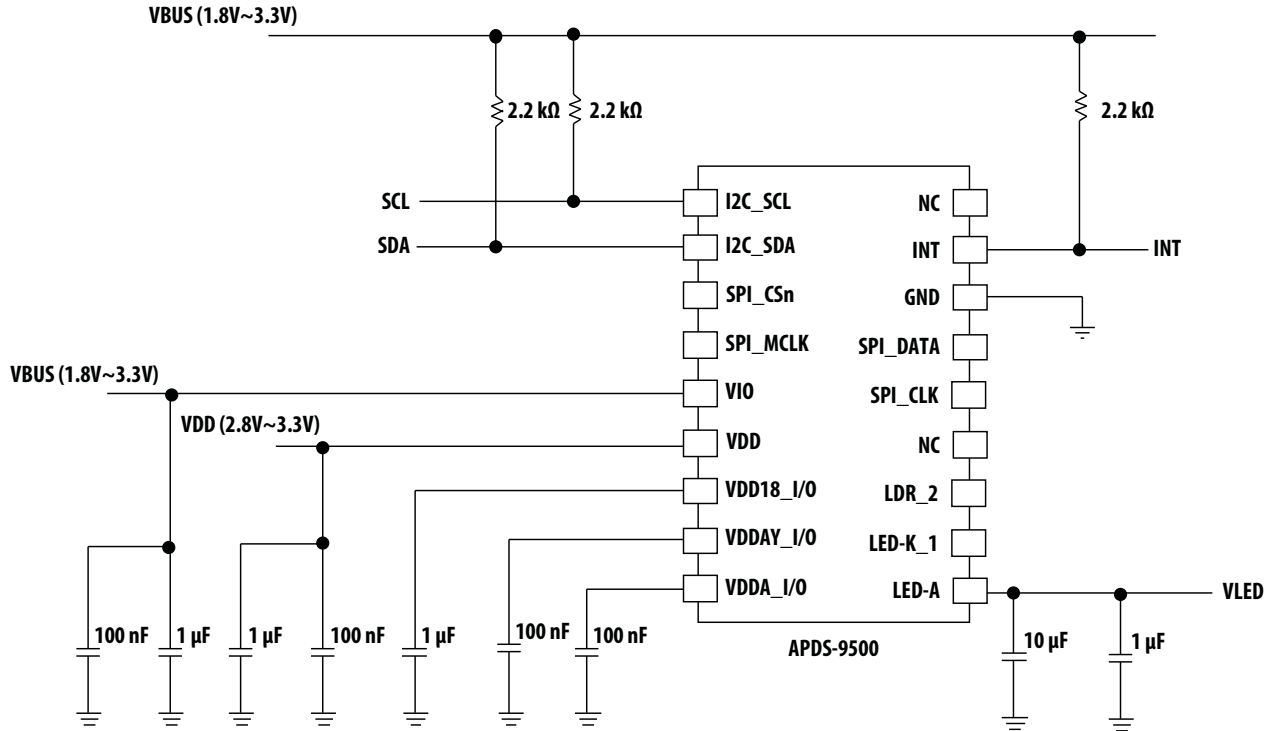 VBUS (1.8V~3.3V)
2.2 kΩ
2.2 kΩ
2.2 kΩ
SCL
I2C_SCL
NC
SDA
I2C_SDA
INT
INT
SPI_CSn
GND
SPI_MCLK
SPI_DATA
VBUS (1.8V~3.3V)
VIO
SPI_CLK
VDD (2.8V~3.3V)
VDD
NC
VDD18_I/O
LDR_2
VDDAY_I/O
LED-K_1
VDDA_I/O
LED-A
VLED
100 nF
1 µF
1 µF
100 nF
1 µF
100 nF
100 nF
APDS-9500
10 µF
1 µF